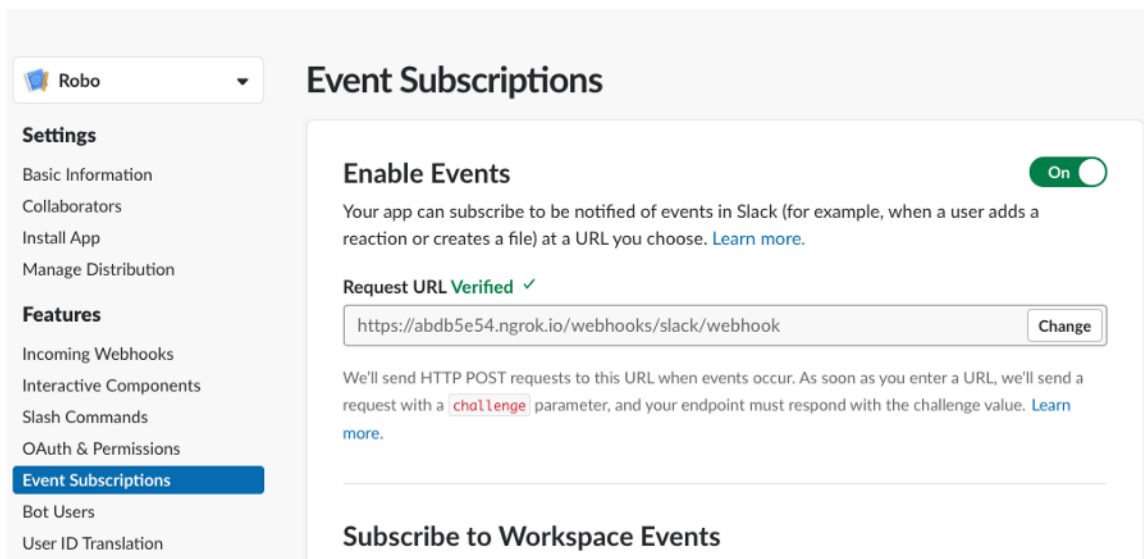 Robo
Settings
Basic Information
Collaborators
Install App
Manage Distribution
Features
Incoming Webhooks
Interactive Components
Slash Commands
OAuth & Permissions
Event Subscriptions
Bot Users
User ID Translation
Event Subscriptions
Enable Events
On
Your app can subscribe to be notified of events in Slack (for example, when a user adds a
reaction or creates a file) at a URL you choose. Learn more.
Request URL Verified ✓
https://abdb5e54.ngrok.io/webhooks/slack/webhook
Change
We'll send HTTP POST requests to this URL when events occur. As soon as you enter a URL, we'll send a
request with a challenge parameter, and your endpoint must respond with the challenge value. Learn
more.
Subscribe to Workspace Events